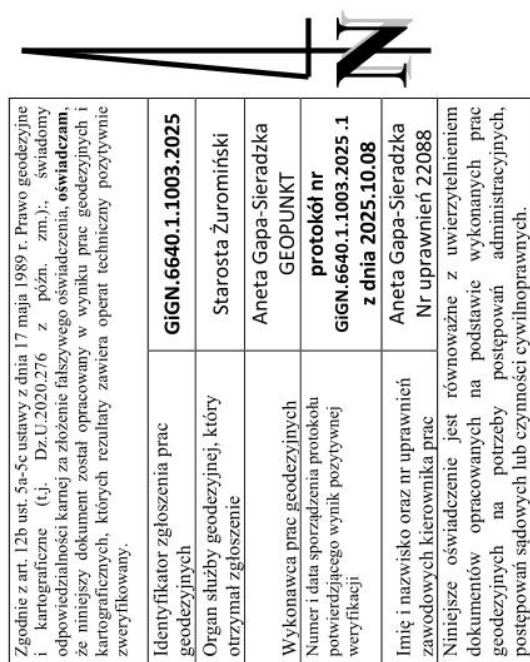 N
Zgodnie z art. 12b ust. 5a-5c ustawy z dnia 17 maja 1989 r. Prawo geodezyjne
i kartograficzne (t.j. Dz.U.2020.276 z późn. zm.); świadomy
odpowiedzialności karnej za złożenie fałszywego oświadczenia, oświadczam,
że niniejszy dokument został opracowany w wyniku prac geodezyjnych i
kartograficznych, których rezultaty zawiera operat techniczny pozytywnie
zweryfikowany.
Identyfikator zgłoszenia prac
geodezyjnych
GiGN.6640.1.1003.2025
Organ służby geodezyjnej, który
otrzymał zgłoszenie
Starosta Żuromiński
Wykonawca prac geodezyjnych
Aneta Gapa-Sieradzka
GEOPUNKT
Numer i data sporządzenia protokołu
potwierdzającego wynik pozytywnej
weryfikacji
protokół nr
GiGN.6640.1.1003.2025 .1
z dnia 2025.10.08
Imię i nazwisko oraz nr uprawnień
zawodowych kierownika prac
Aneta Gapa-Sieradzka
Nr uprawnień 22088
Niniejsze oświadczenie jest równoważne z uwierzytelnieniem
dokumentów opracowanych na podstawie wykonanych prac
geodezyjnych na potrzeby postępowań administracyjnych,
postępowań sądowych lub czynności cywilnoprawnych.